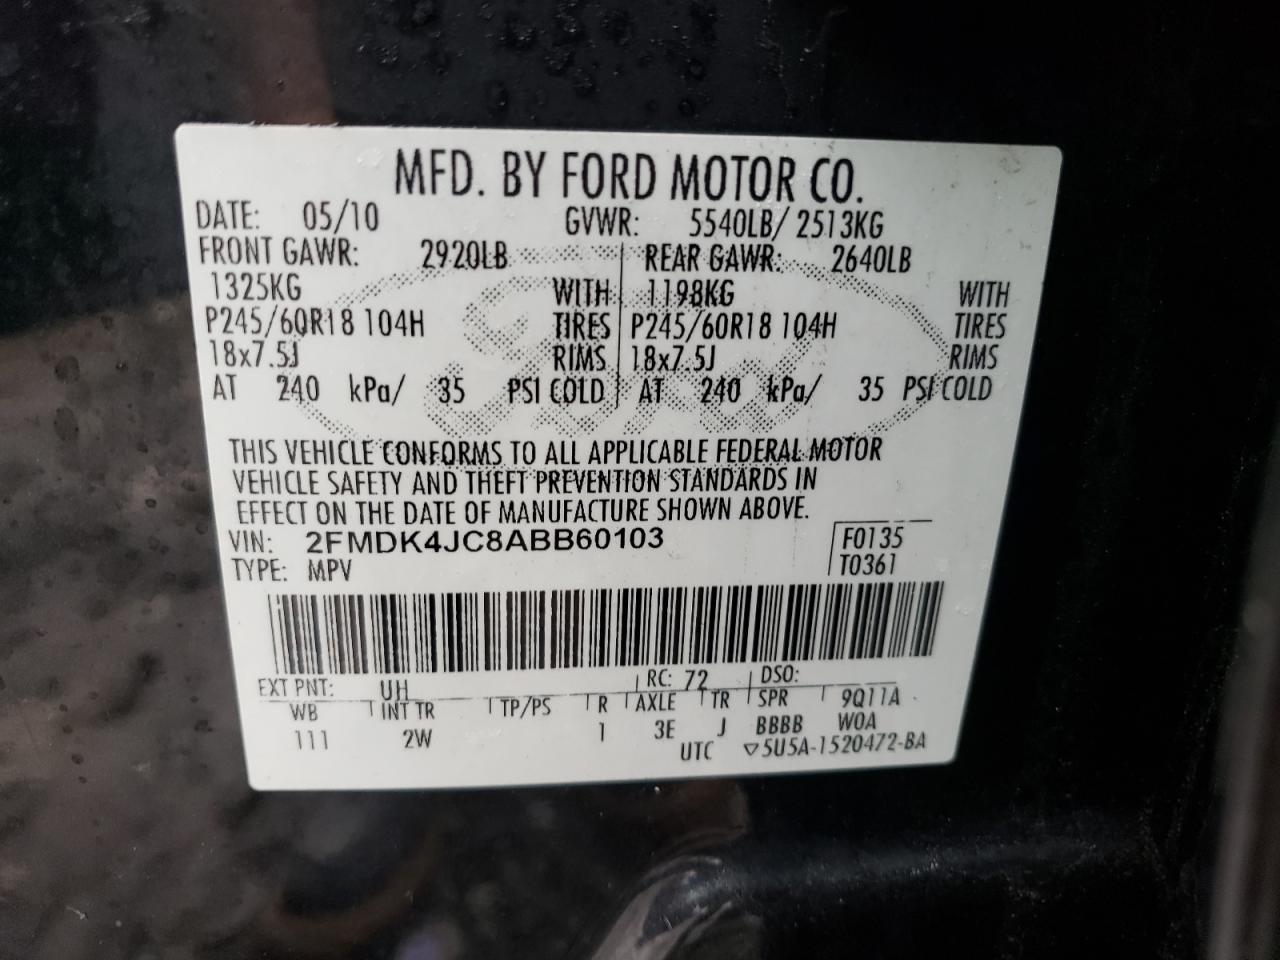 MFD. BY FORD MOTOR CO.
DATE: 05/10 GVWR: 5540LB/ 2513KG
FRONT GAWR: 2920LB REAR GAWR: 2640LB
1325KG WITH 1198KG WITH
P245/60R18 104H TIRES P245/60R18 104H TIRES
18x7.5J RIMS 18x7.5J RIMS
AT 240 kPa/ 35 PSI COLD AT 240 kPa/ 35 PSI COLD
Ford
THIS VEHICLE CONFORMS TO ALL APPLICABLE FEDERAL MOTOR
VEHICLE SAFETY AND THEFT PREVENTION STANDARDS IN
EFFECT ON THE DATE OF MANUFACTURE SHOWN ABOVE.
VIN: 2FMDK4JC8ABB60103 F0135
TYPE: MPV T0361
EXT PNT: UH RC: 72 DSO:
WB INT TR TP/PS R AXLE TR SPR 9Q11A
111 2W 1 3E J BBBB W0A
UTC ▽5U5A-1520472-BA